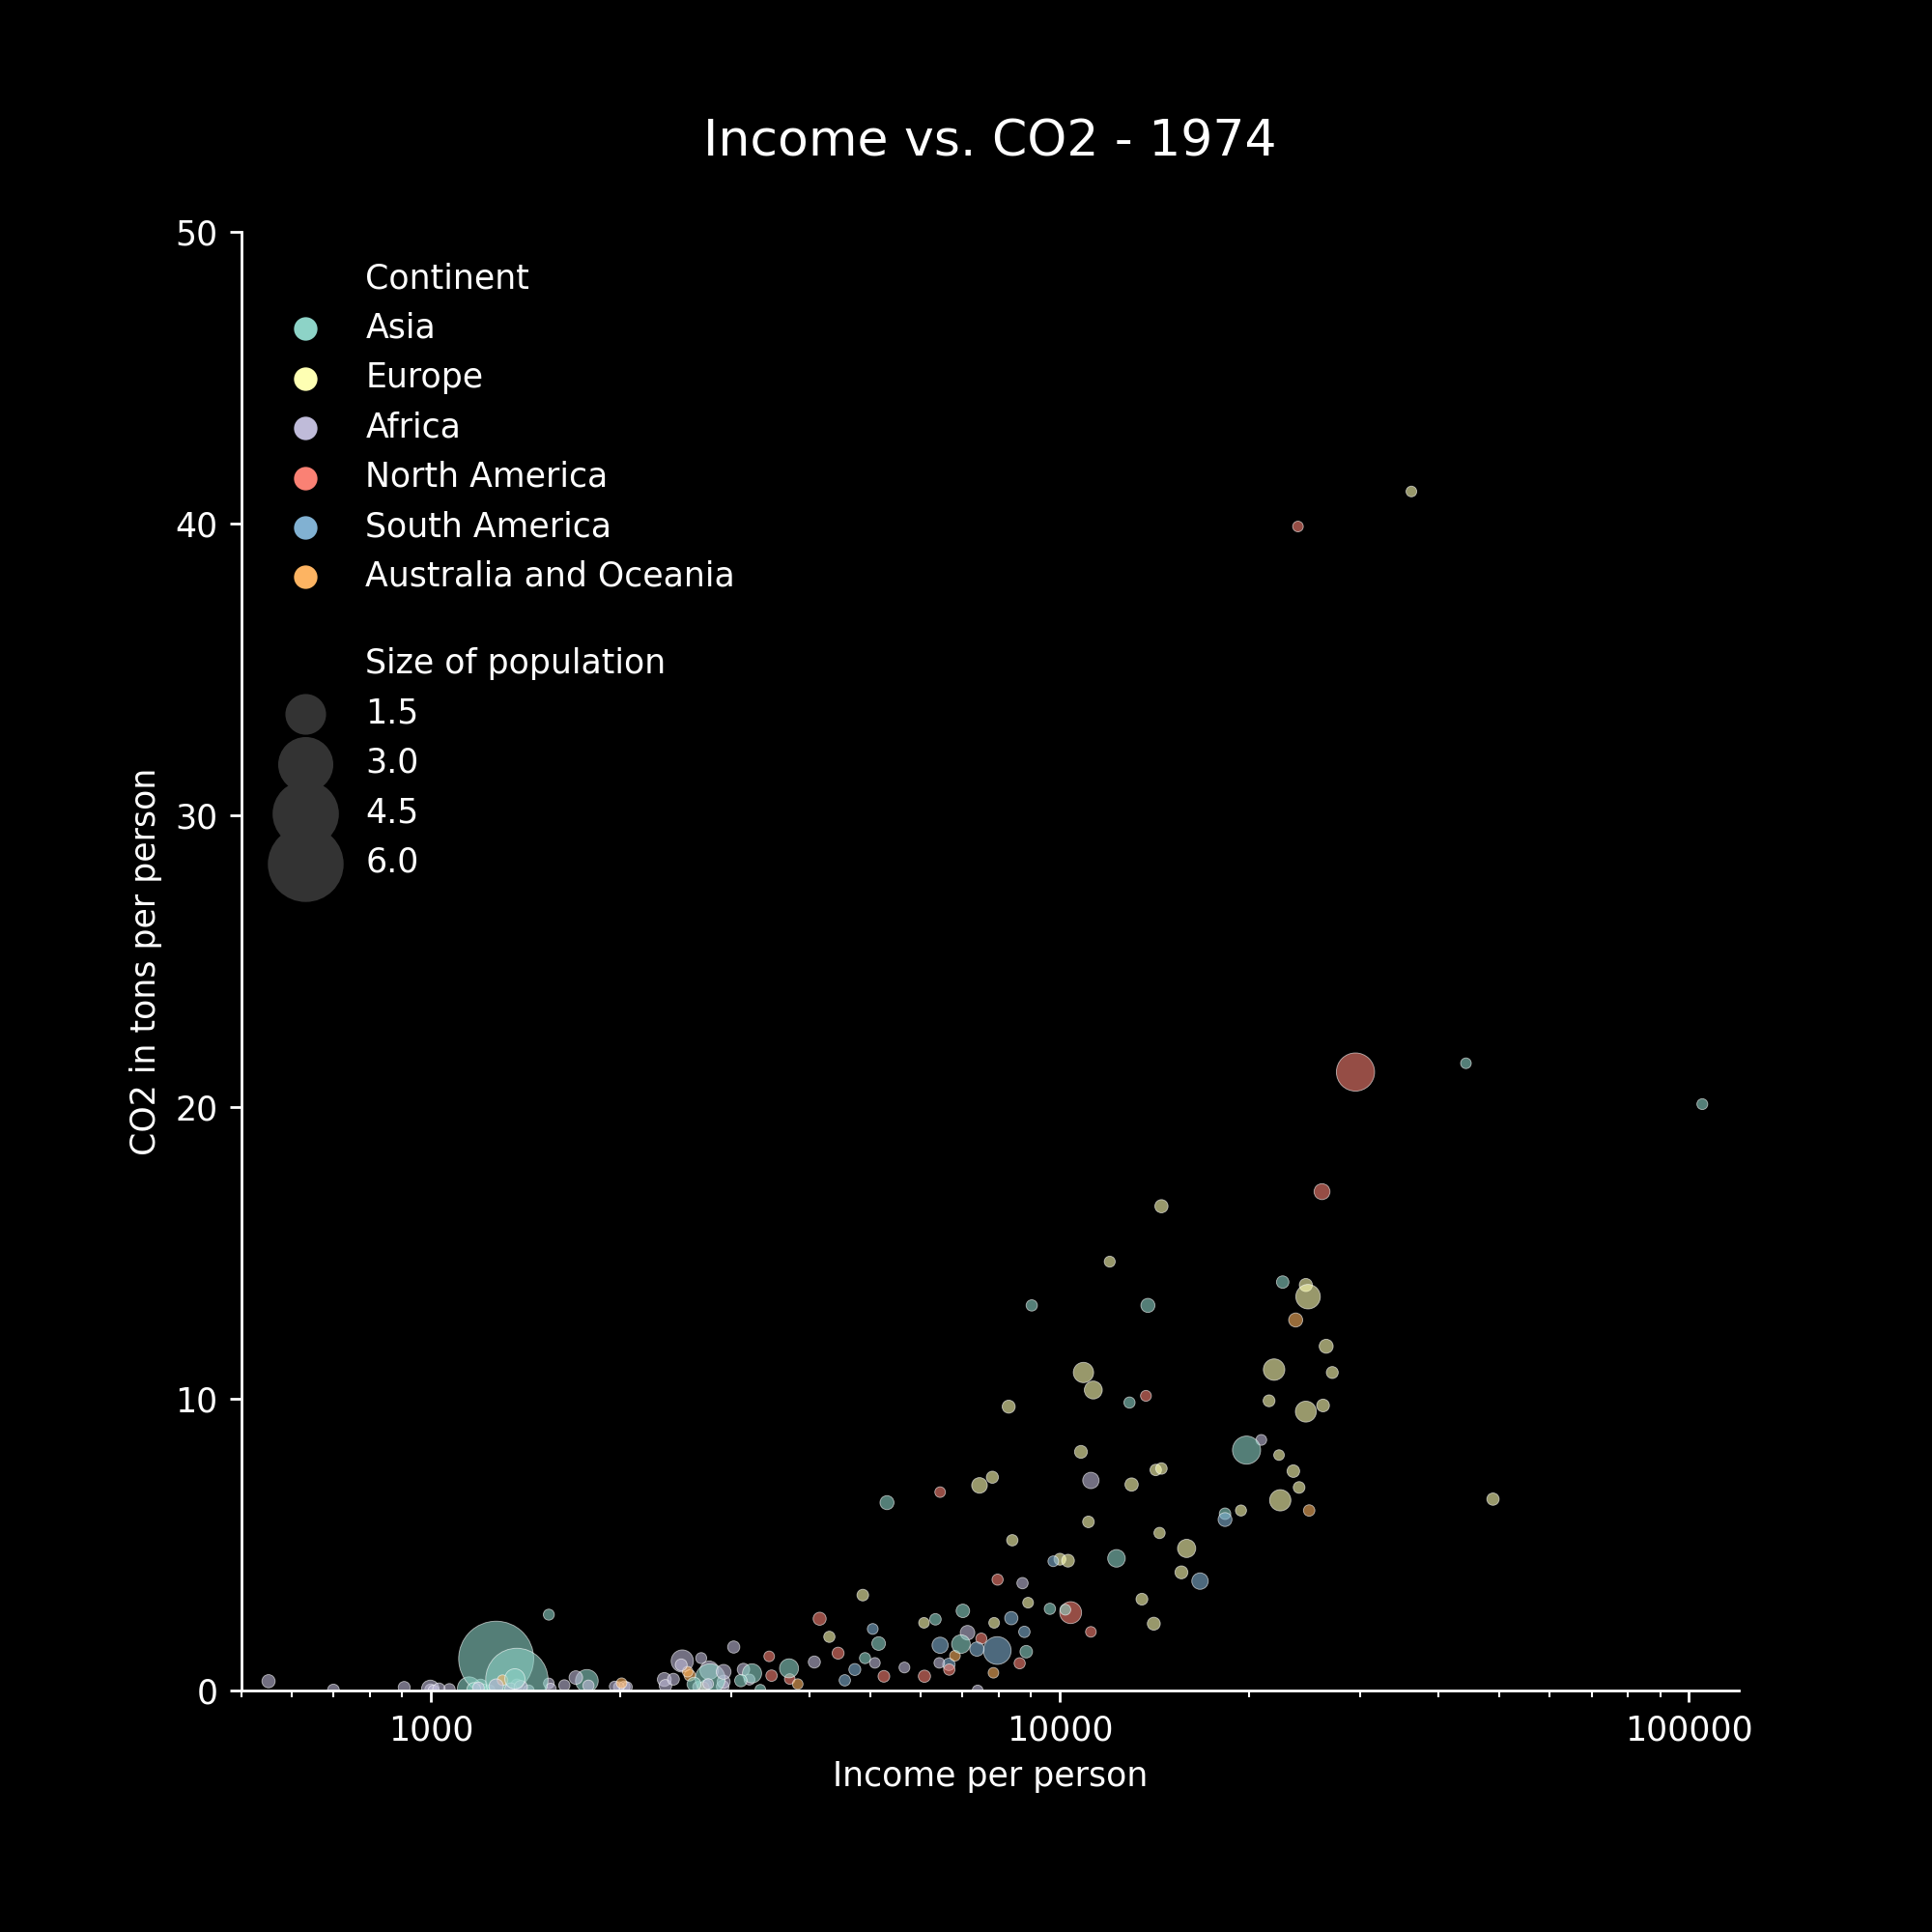 Income vs. CO2 - 1974
50
40
30
20
10
0
CO2 in tons per person
Continent
Asia
Europe
Africa
North America
South America
Australia and Oceania
Size of population
1.5
3.0
4.5
6.0
1000
10000
100000
Income per person